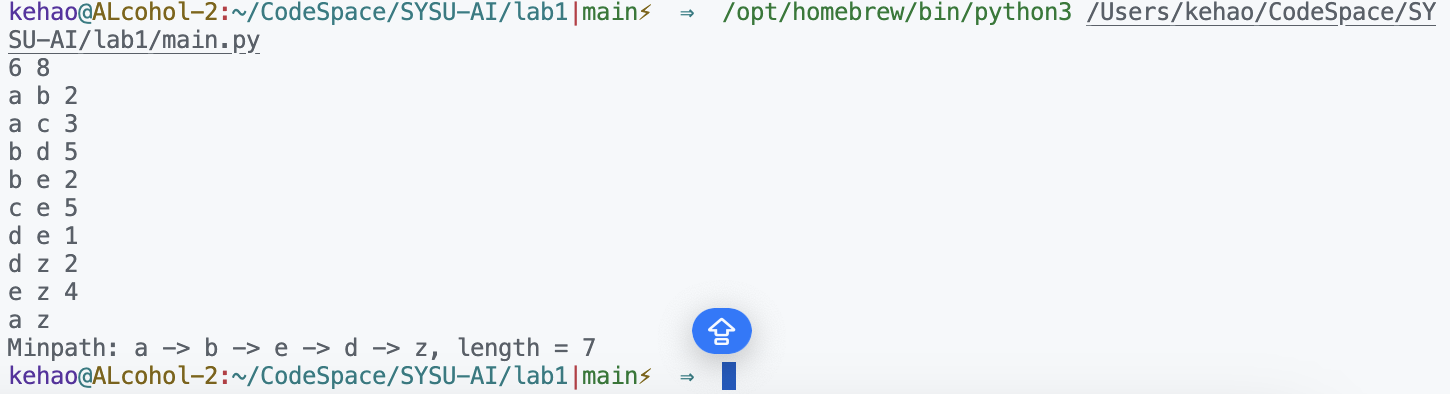 kehao@ALcohol-2:~/CodeSpace/SYSU-AI/lab1|main⚡ ⇒ /opt/homebrew/bin/python3 /Users/kehao/CodeSpace/SY
SU-AI/lab1/main.py
6 8
a b 2
a c 3
b d 5
b e 2
c e 5
d e 1
d z 2
e z 4
a z
Minpath: a -> b -> e -> d -> z, length = 7
kehao@ALcohol-2:~/CodeSpace/SYSU-AI/lab1|main⚡ ⇒